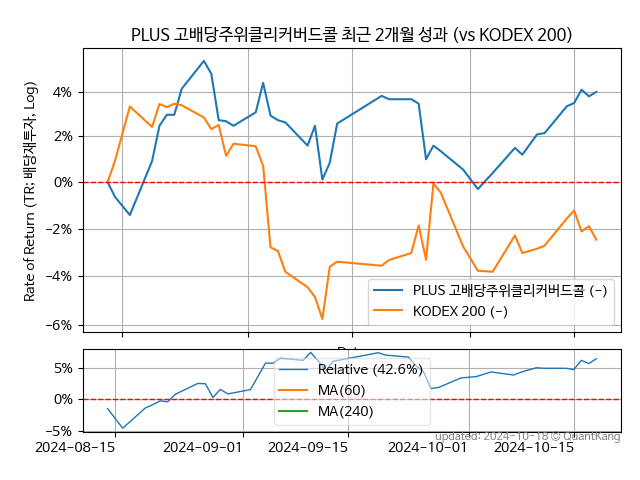 PLUS 고배당주위클리커버드콜 최근 2개월 성과 (vs KODEX 200)
Rate of Return (TR: 배당재투자, Log)
4%
2%
0%
−2%
−4%
−6%
PLUS 고배당주위클리커버드콜 (-)
KODEX 200 (-)
5%
0%
−5%
Relative (42.6%)
MA(60)
MA(240)
2024-08-15
2024-09-01
2024-09-15
2024-10-01
2024-10-15
updated: 2024-10-18 © QuantKang